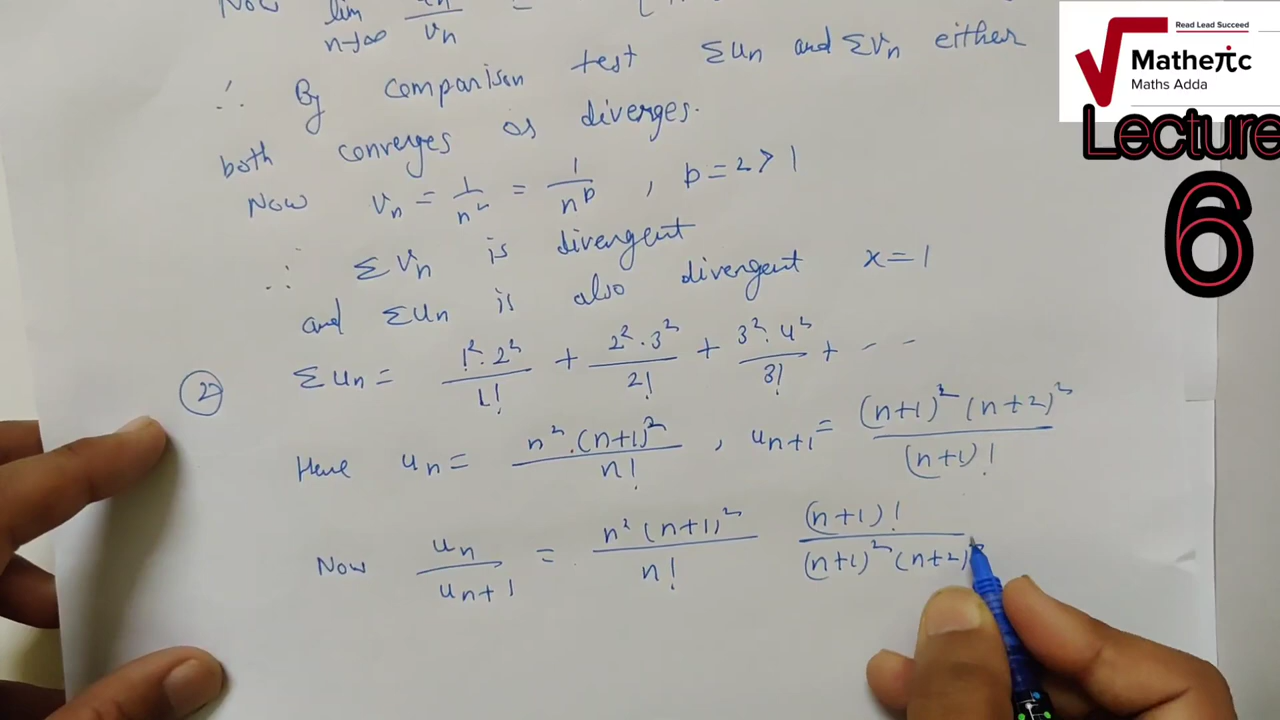 Now lim n→∞ un/vn =
∴ By comparison test Σun and Σvn either
both converges or diverges.
Now vn = 1/n² = 1/n^p , p = 2 > 1
∴ Σvn is divergent
and Σun is also divergent x = 1
② Σun = 1²·2²/1! + 2²·3²/2! + 3²·4²/3! + - -
Here un = n²·(n+1)²/n! , un+1 = (n+1)²(n+2)²/(n+1)!
Now un/un+1 = n²(n+1)²/n! (n+1)!/(n+1)²(n+2)²
Read Lead Succeed
Matheπc
Maths Adda
Lecture
6